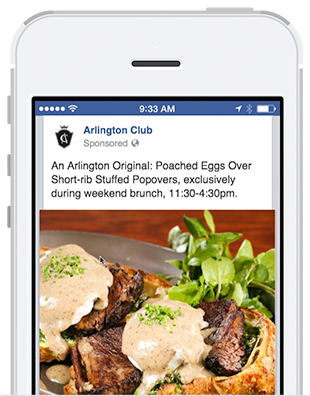 9:33 AM
Arlington Club
Sponsored
An Arlington Original: Poached Eggs Over
Short-rib Stuffed Popovers, exclusively
during weekend brunch, 11:30-4:30pm.